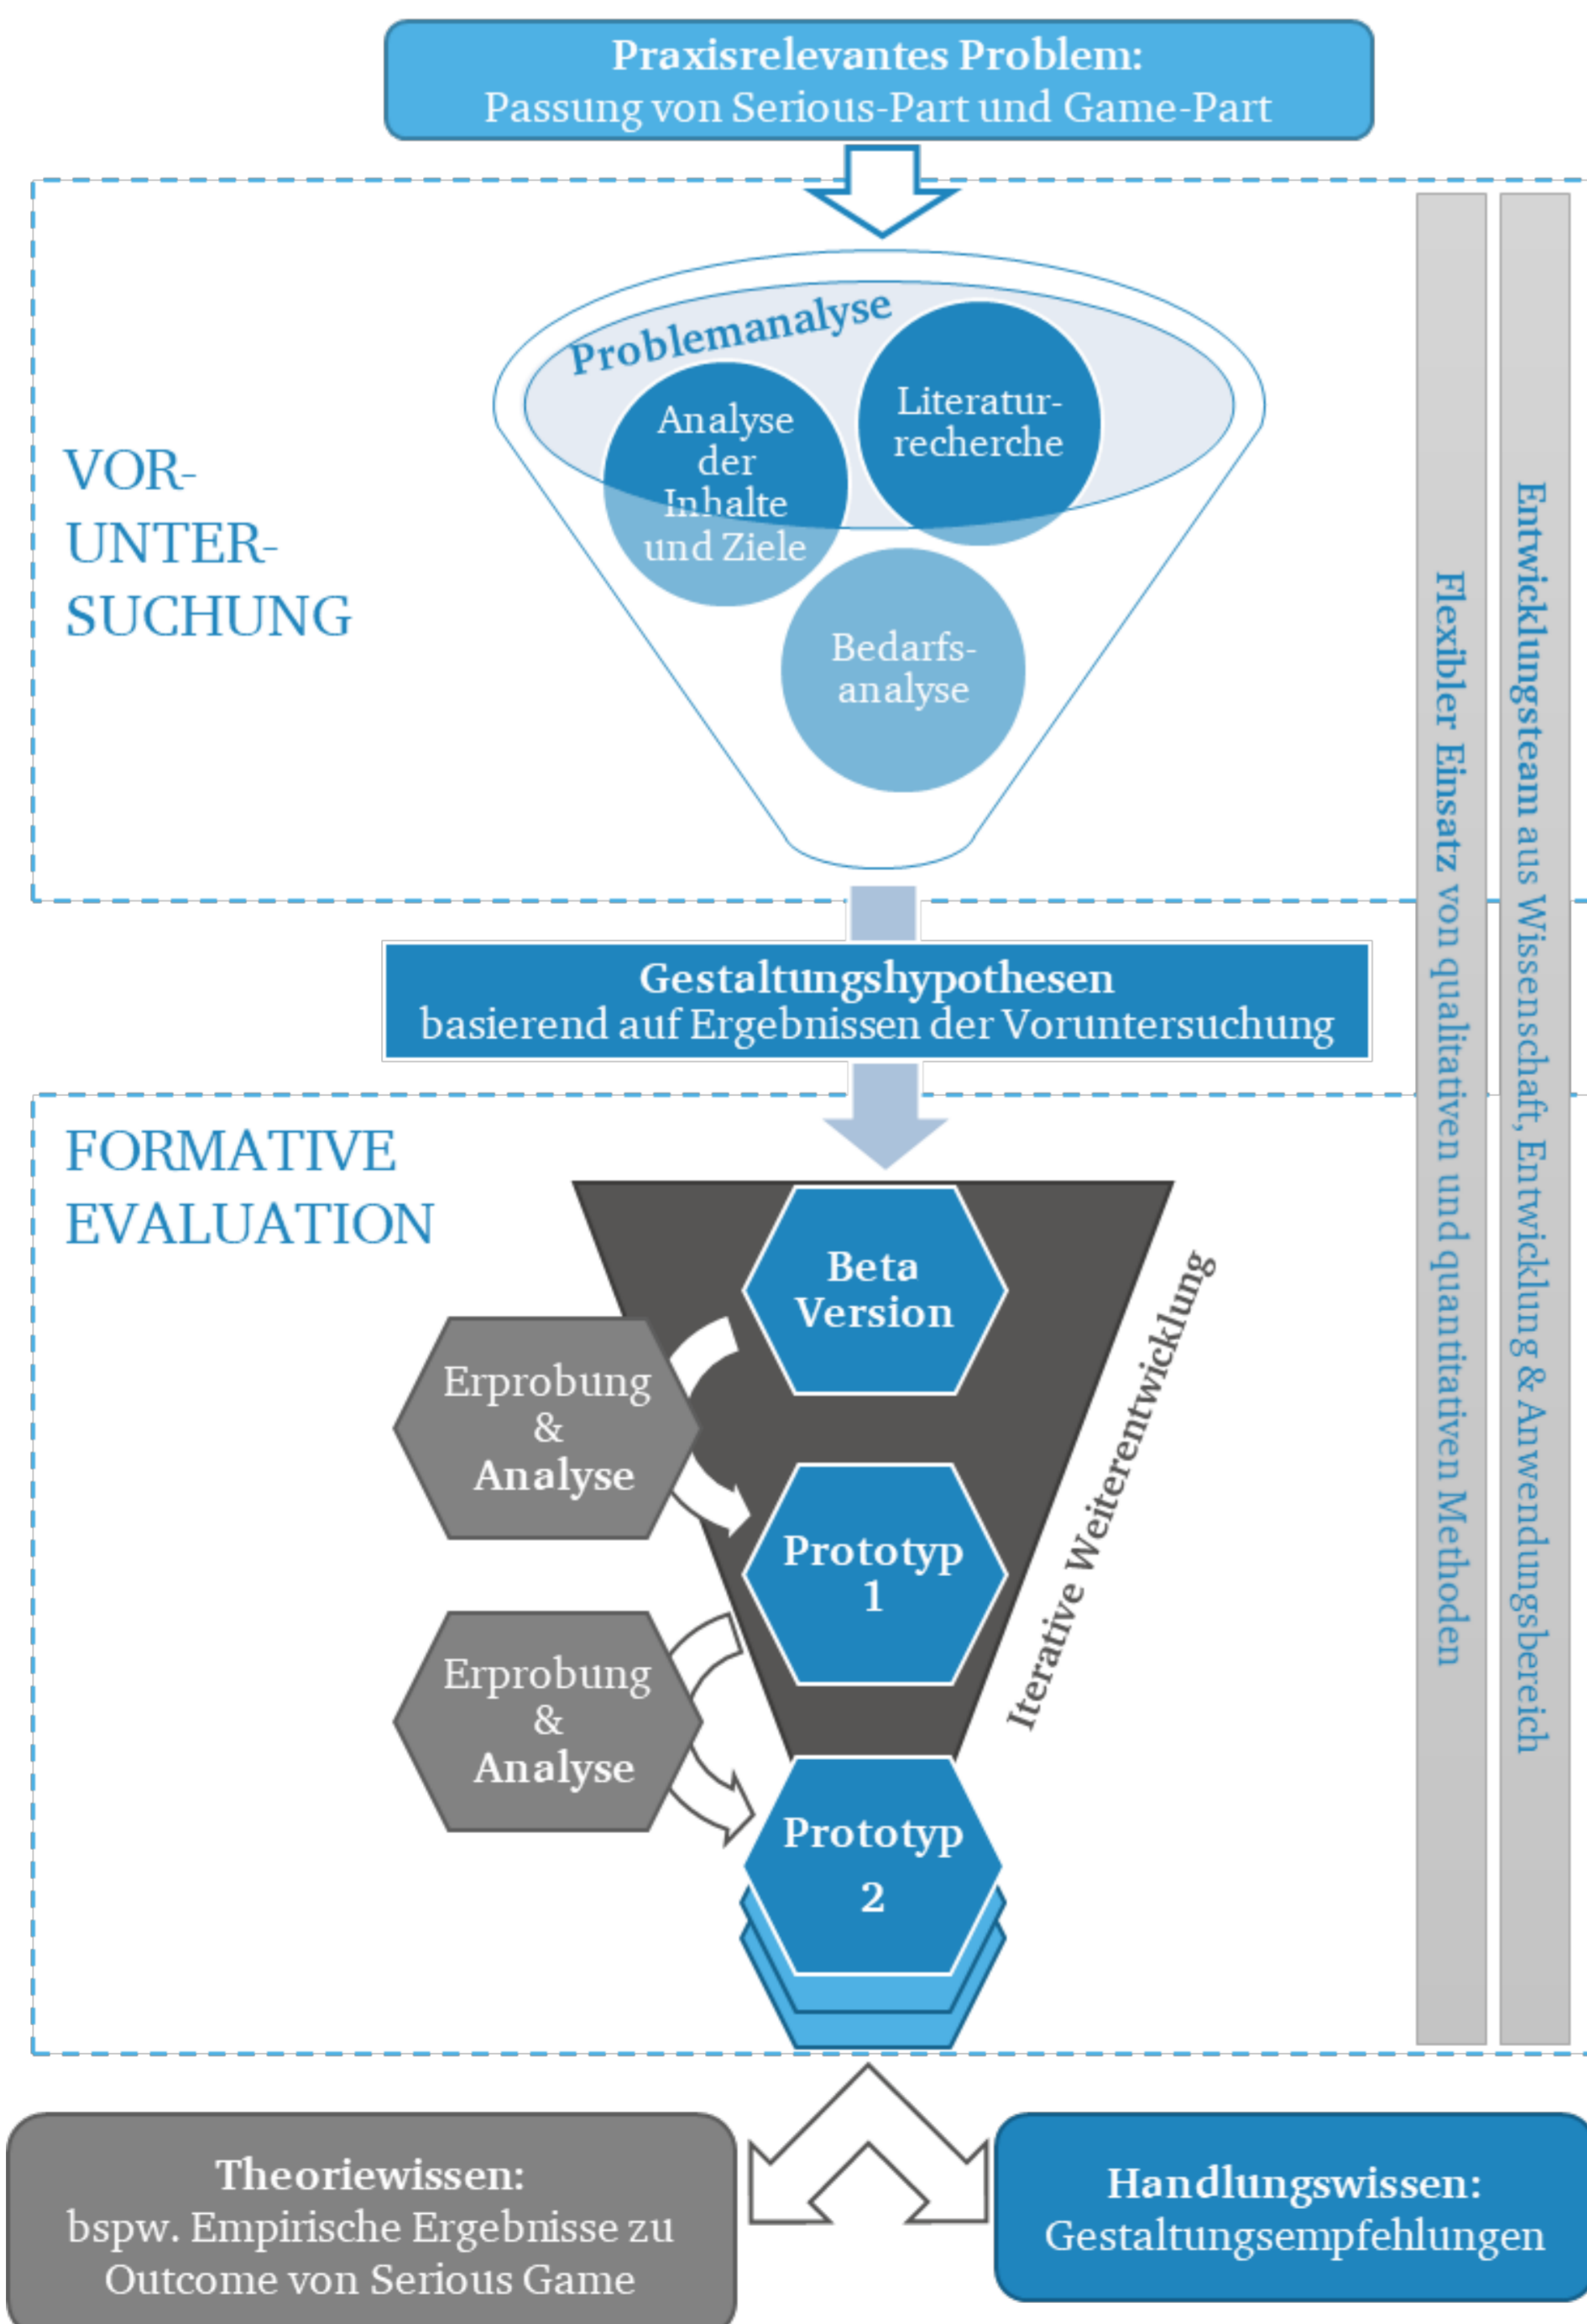 Praxisrelevantes Problem:
Passung von Serious-Part und Game-Part
VOR-
UNTER-
SUCHUNG
Problemanalyse
Analyse
der
Inhalte
und Ziele
Literatur-
recherche
Bedarfs-
analyse
Flexibler Einsatz von qualitativen und quantitativen Methoden
Entwicklungsteam aus Wissenschaft, Entwicklung & Anwendungsbereich
Gestaltungshypothesen
basierend auf Ergebnissen der Voruntersuchung
FORMATIVE
EVALUATION
Beta
Version
Erprobung
&
Analyse
Prototyp
1
Iterative Weiterentwicklung
Erprobung
&
Analyse
Prototyp
2
Theoriewissen:
bspw. Empirische Ergebnisse zu
Outcome von Serious Game
Handlungswissen:
Gestaltungsempfehlungen